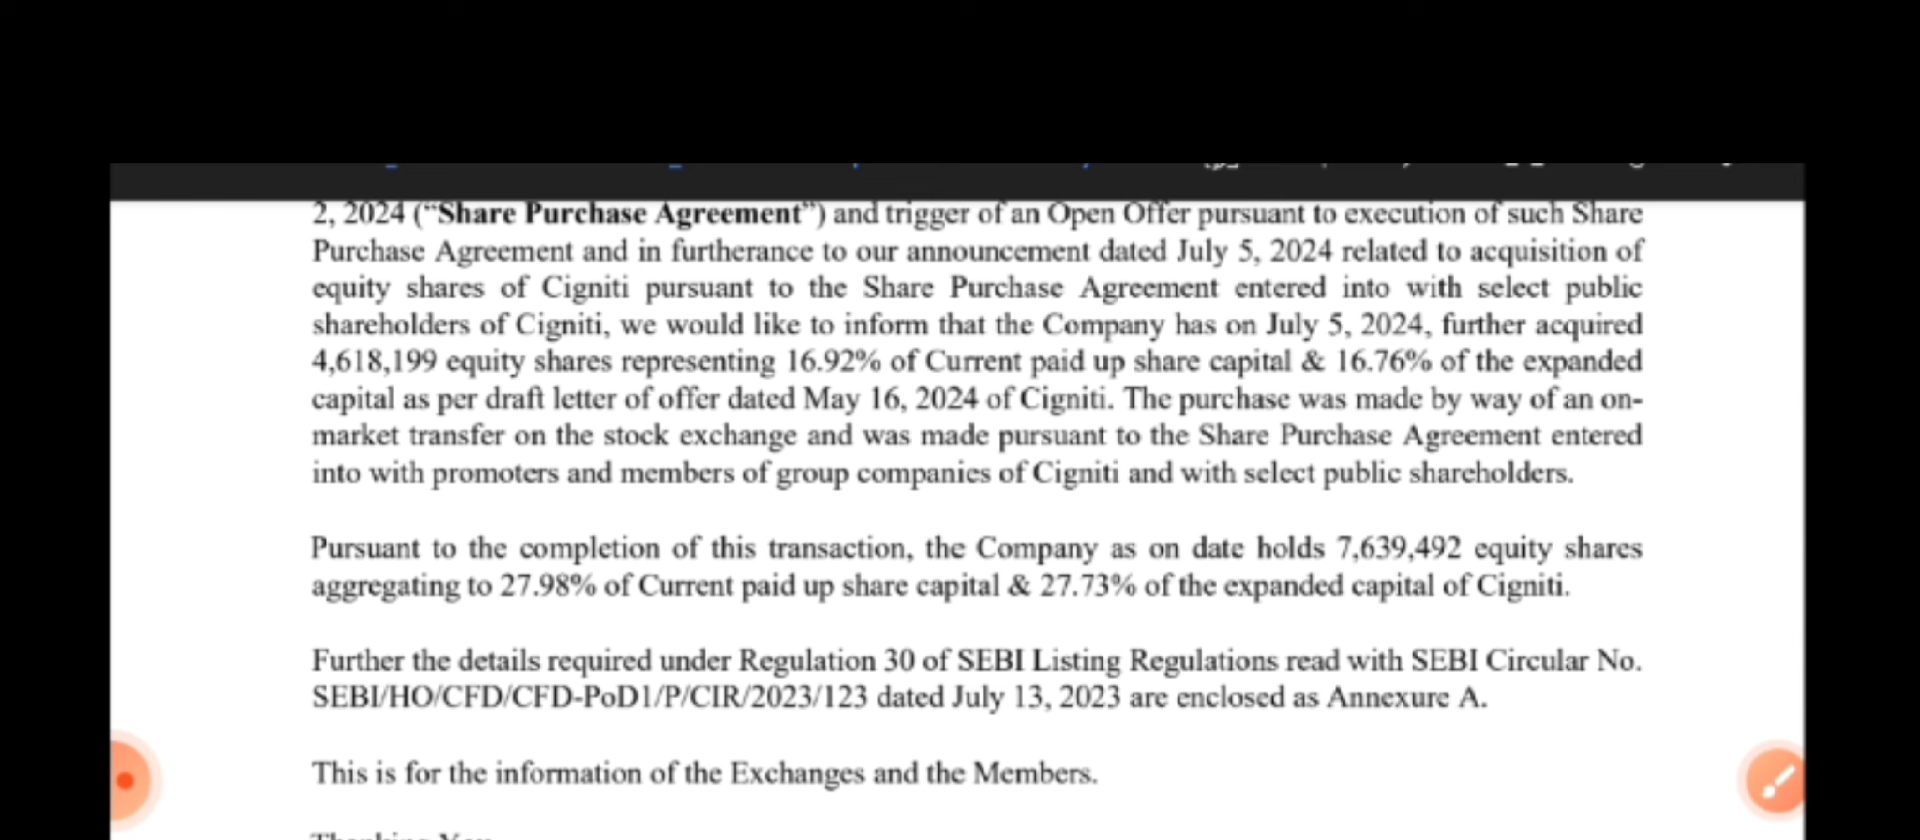 2, 2024 (“Share Purchase Agreement”) and trigger of an Open Offer pursuant to execution of such Share
Purchase Agreement and in furtherance to our announcement dated July 5, 2024 related to acquisition of
equity shares of Cigniti pursuant to the Share Purchase Agreement entered into with select public
shareholders of Cigniti, we would like to inform that the Company has on July 5, 2024, further acquired
4,618,199 equity shares representing 16.92% of Current paid up share capital & 16.76% of the expanded
capital as per draft letter of offer dated May 16, 2024 of Cigniti. The purchase was made by way of an on-
market transfer on the stock exchange and was made pursuant to the Share Purchase Agreement entered
into with promoters and members of group companies of Cigniti and with select public shareholders.
Pursuant to the completion of this transaction, the Company as on date holds 7,639,492 equity shares
aggregating to 27.98% of Current paid up share capital & 27.73% of the expanded capital of Cigniti.
Further the details required under Regulation 30 of SEBI Listing Regulations read with SEBI Circular No.
SEBI/HO/CFD/CFD-PoD1/P/CIR/2023/123 dated July 13, 2023 are enclosed as Annexure A.
This is for the information of the Exchanges and the Members.